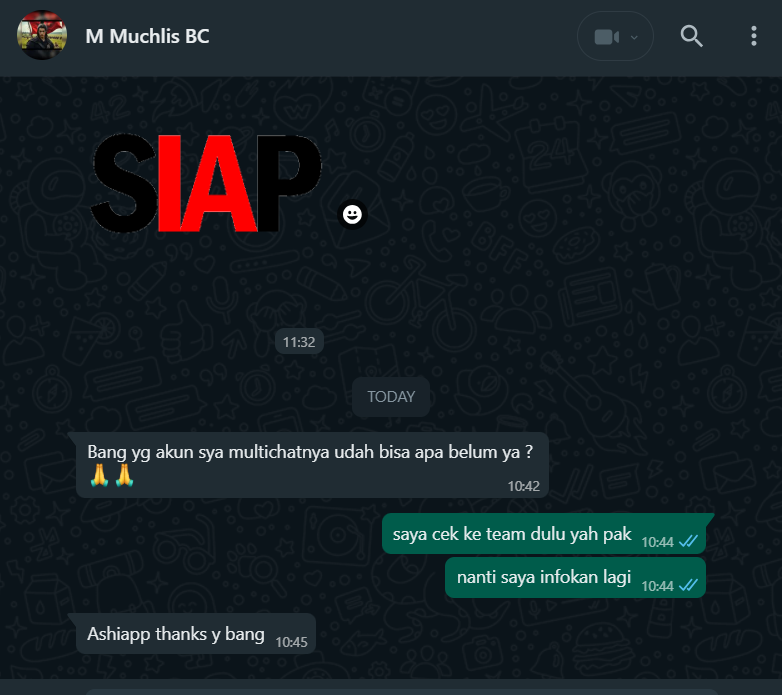 M Muchlis BC
SIAP
11:32
TODAY
Bang yg akun sya multichatnya udah bisa apa belum ya ?
🙏 🙏
10:42
saya cek ke team dulu yah pak 10:44
nanti saya infokan lagi 10:44
Ashiapp thanks y bang 10:45